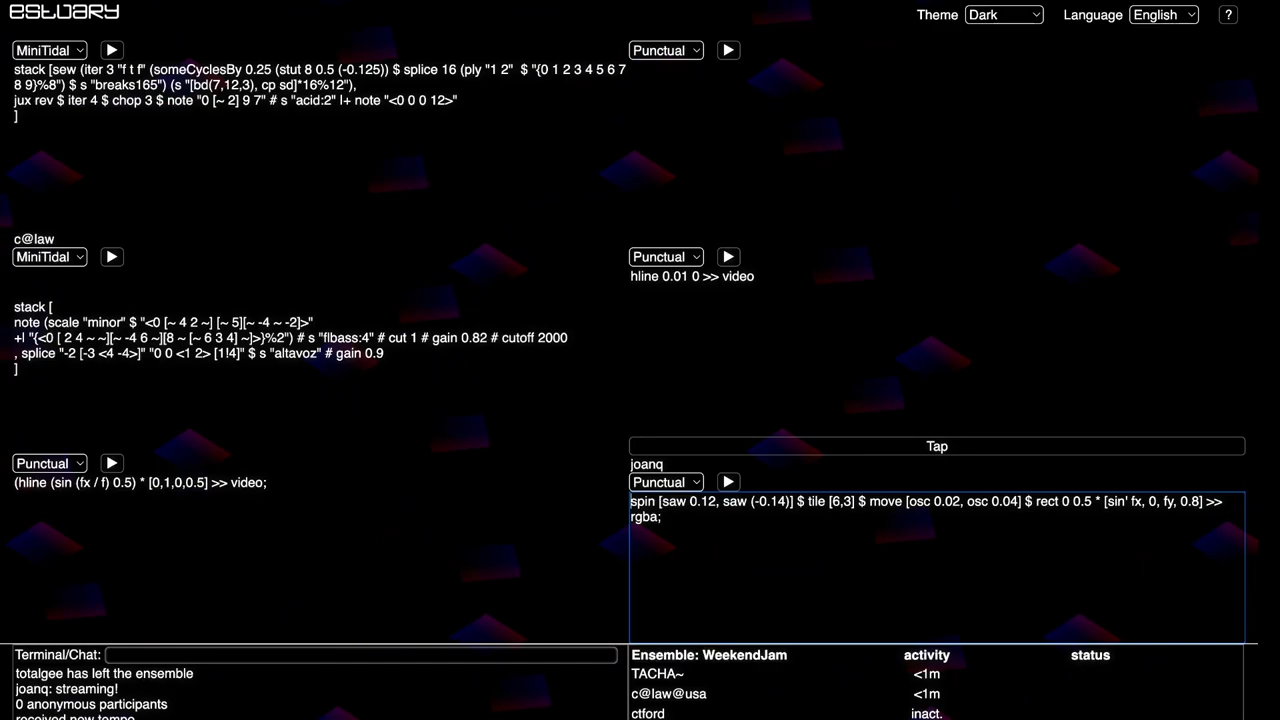 estuary
Theme Dark Language English ?
MiniTidal
stack [sew (iter 3 "f t f" (someCyclesBy 0.25 (stut 8 0.5 (-0.125)) $ splice 16 (ply "1 2"  $ "{0 1 2 3 4 5 6 7
8 9}%8") $ s "breaks165") (s "[bd(7,12,3), cp sd]*16%12"),
jux rev $ iter 4 $ chop 3 $ note "0 [~ 2] 9 7" # s "acid:2" |+ note "<0 0 0 12>"
]
Punctual
c@law
MiniTidal
stack [
note (scale "minor" $ "<0 [~ 4 2 ~] [~ 5][~ -4 ~ -2]>"
+| "{<0 [ 2 4 ~ ~][~ -4 6 ~][8 ~ [~ 6 3 4] ~]>}%2") # s "flbass:4" # cut 1 # gain 0.82 # cutoff 2000
, splice "-2 [-3 <4 -4>]" "0 0 <1 2> [1!4]" $ s "altavoz" # gain 0.9
]
Punctual
hline 0.01 0 >> video
Punctual
(hline (sin (fx / f) 0.5) * [0,1,0,0.5] >> video;
Tap
joanq
Punctual
spin [saw 0.12, saw (-0.14)] $ tile [6,3] $ move [osc 0.02, osc 0.04] $ rect 0 0.5 * [sin' fx, 0, fy, 0.8] >>
rgba;
Terminal/Chat:
totalgee has left the ensemble
joanq: streaming!
0 anonymous participants
received new tempo
Ensemble: WeekendJam activity status
TACHA~ <1m
c@law@usa <1m
ctford inact.